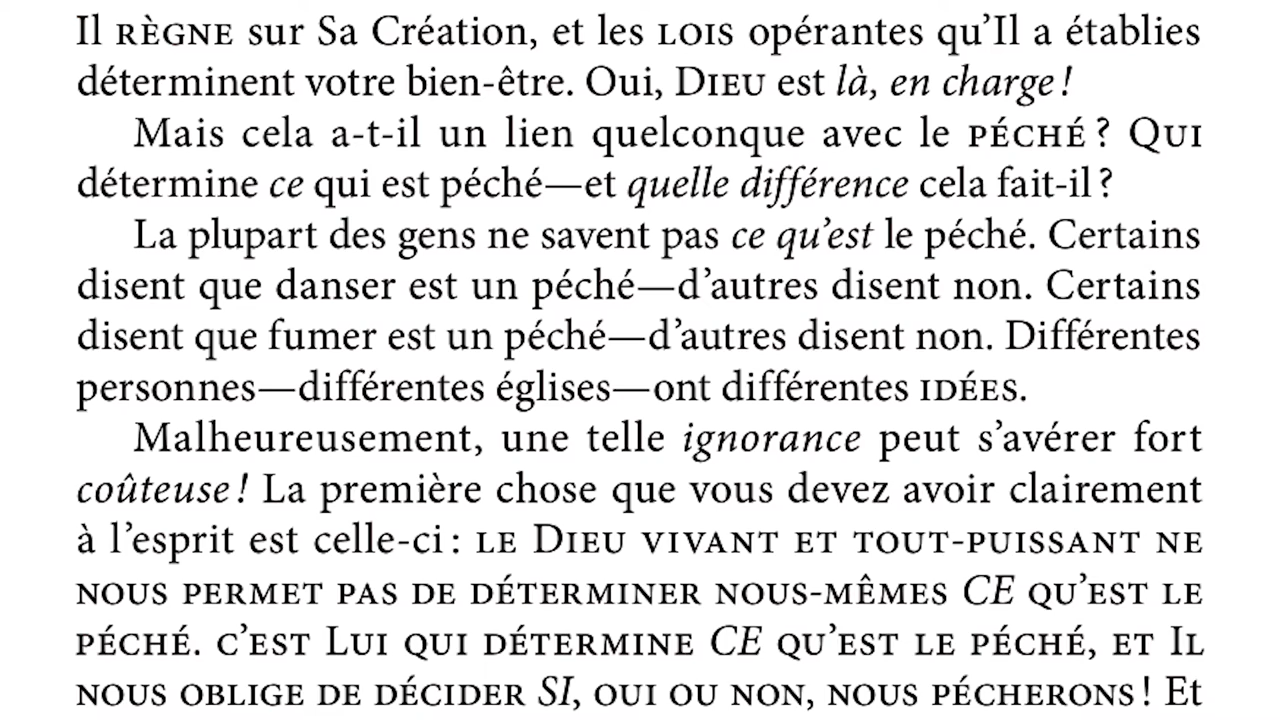 Il RÈGNE sur Sa Création, et les LOIS opérantes qu’Il a établies
déterminent votre bien-être. Oui, DIEU est là, en charge !
Mais cela a-t-il un lien quelconque avec le PÉCHÉ ? QUI
détermine ce qui est péché—et quelle différence cela fait-il ?
La plupart des gens ne savent pas ce qu’est le péché. Certains
disent que danser est un péché—d’autres disent non. Certains
disent que fumer est un péché—d’autres disent non. Différentes
personnes—différentes églises—ont différentes IDÉES.
Malheureusement, une telle ignorance peut s’avérer fort
coûteuse ! La première chose que vous devez avoir clairement
à l’esprit est celle-ci : LE DIEU VIVANT ET TOUT-PUISSANT NE
NOUS PERMET PAS DE DÉTERMINER NOUS-MÊMES CE QU’EST LE
PÉCHÉ. C’EST LUI QUI DÉTERMINE CE QU’EST LE PÉCHÉ, ET IL
NOUS OBLIGE DE DÉCIDER SI, OUI OU NON, NOUS PÉCHERONS ! Et